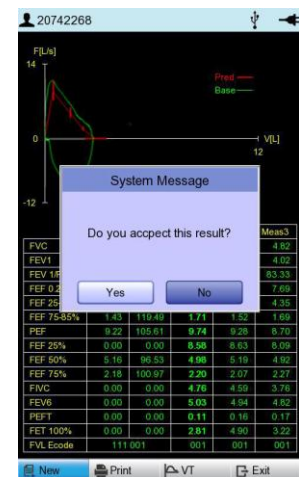 20742268
F[L/s]
14
Pred
Base
0
V[L]
12
-12
System Message
Do you accpect this result?
Yes
No
Meas3
FVC 4.82
FEV1 4.02
FEV 1/F 83.33
FEF 0.2 7.69
FEF 25- 4.35
FEF 75-85% 1.43 119.49 1.71 1.52 1.69
PEF 9.22 105.61 9.74 9.28 8.70
FEF 25% 0.00 0.00 8.58 8.63 8.09
FEF 50% 5.16 96.53 4.98 5.19 4.92
FEF 75% 2.18 100.97 2.20 2.07 2.27
FIVC 0.00 0.00 4.76 4.59 3.76
FEV6 0.00 0.00 5.03 4.94 4.82
PEFT 0.00 0.00 0.11 0.16 0.17
FET 100% 0.00 0.00 2.81 4.90 3.22
FVL Ecode 111 001 001 001 001
New Print VT Exit